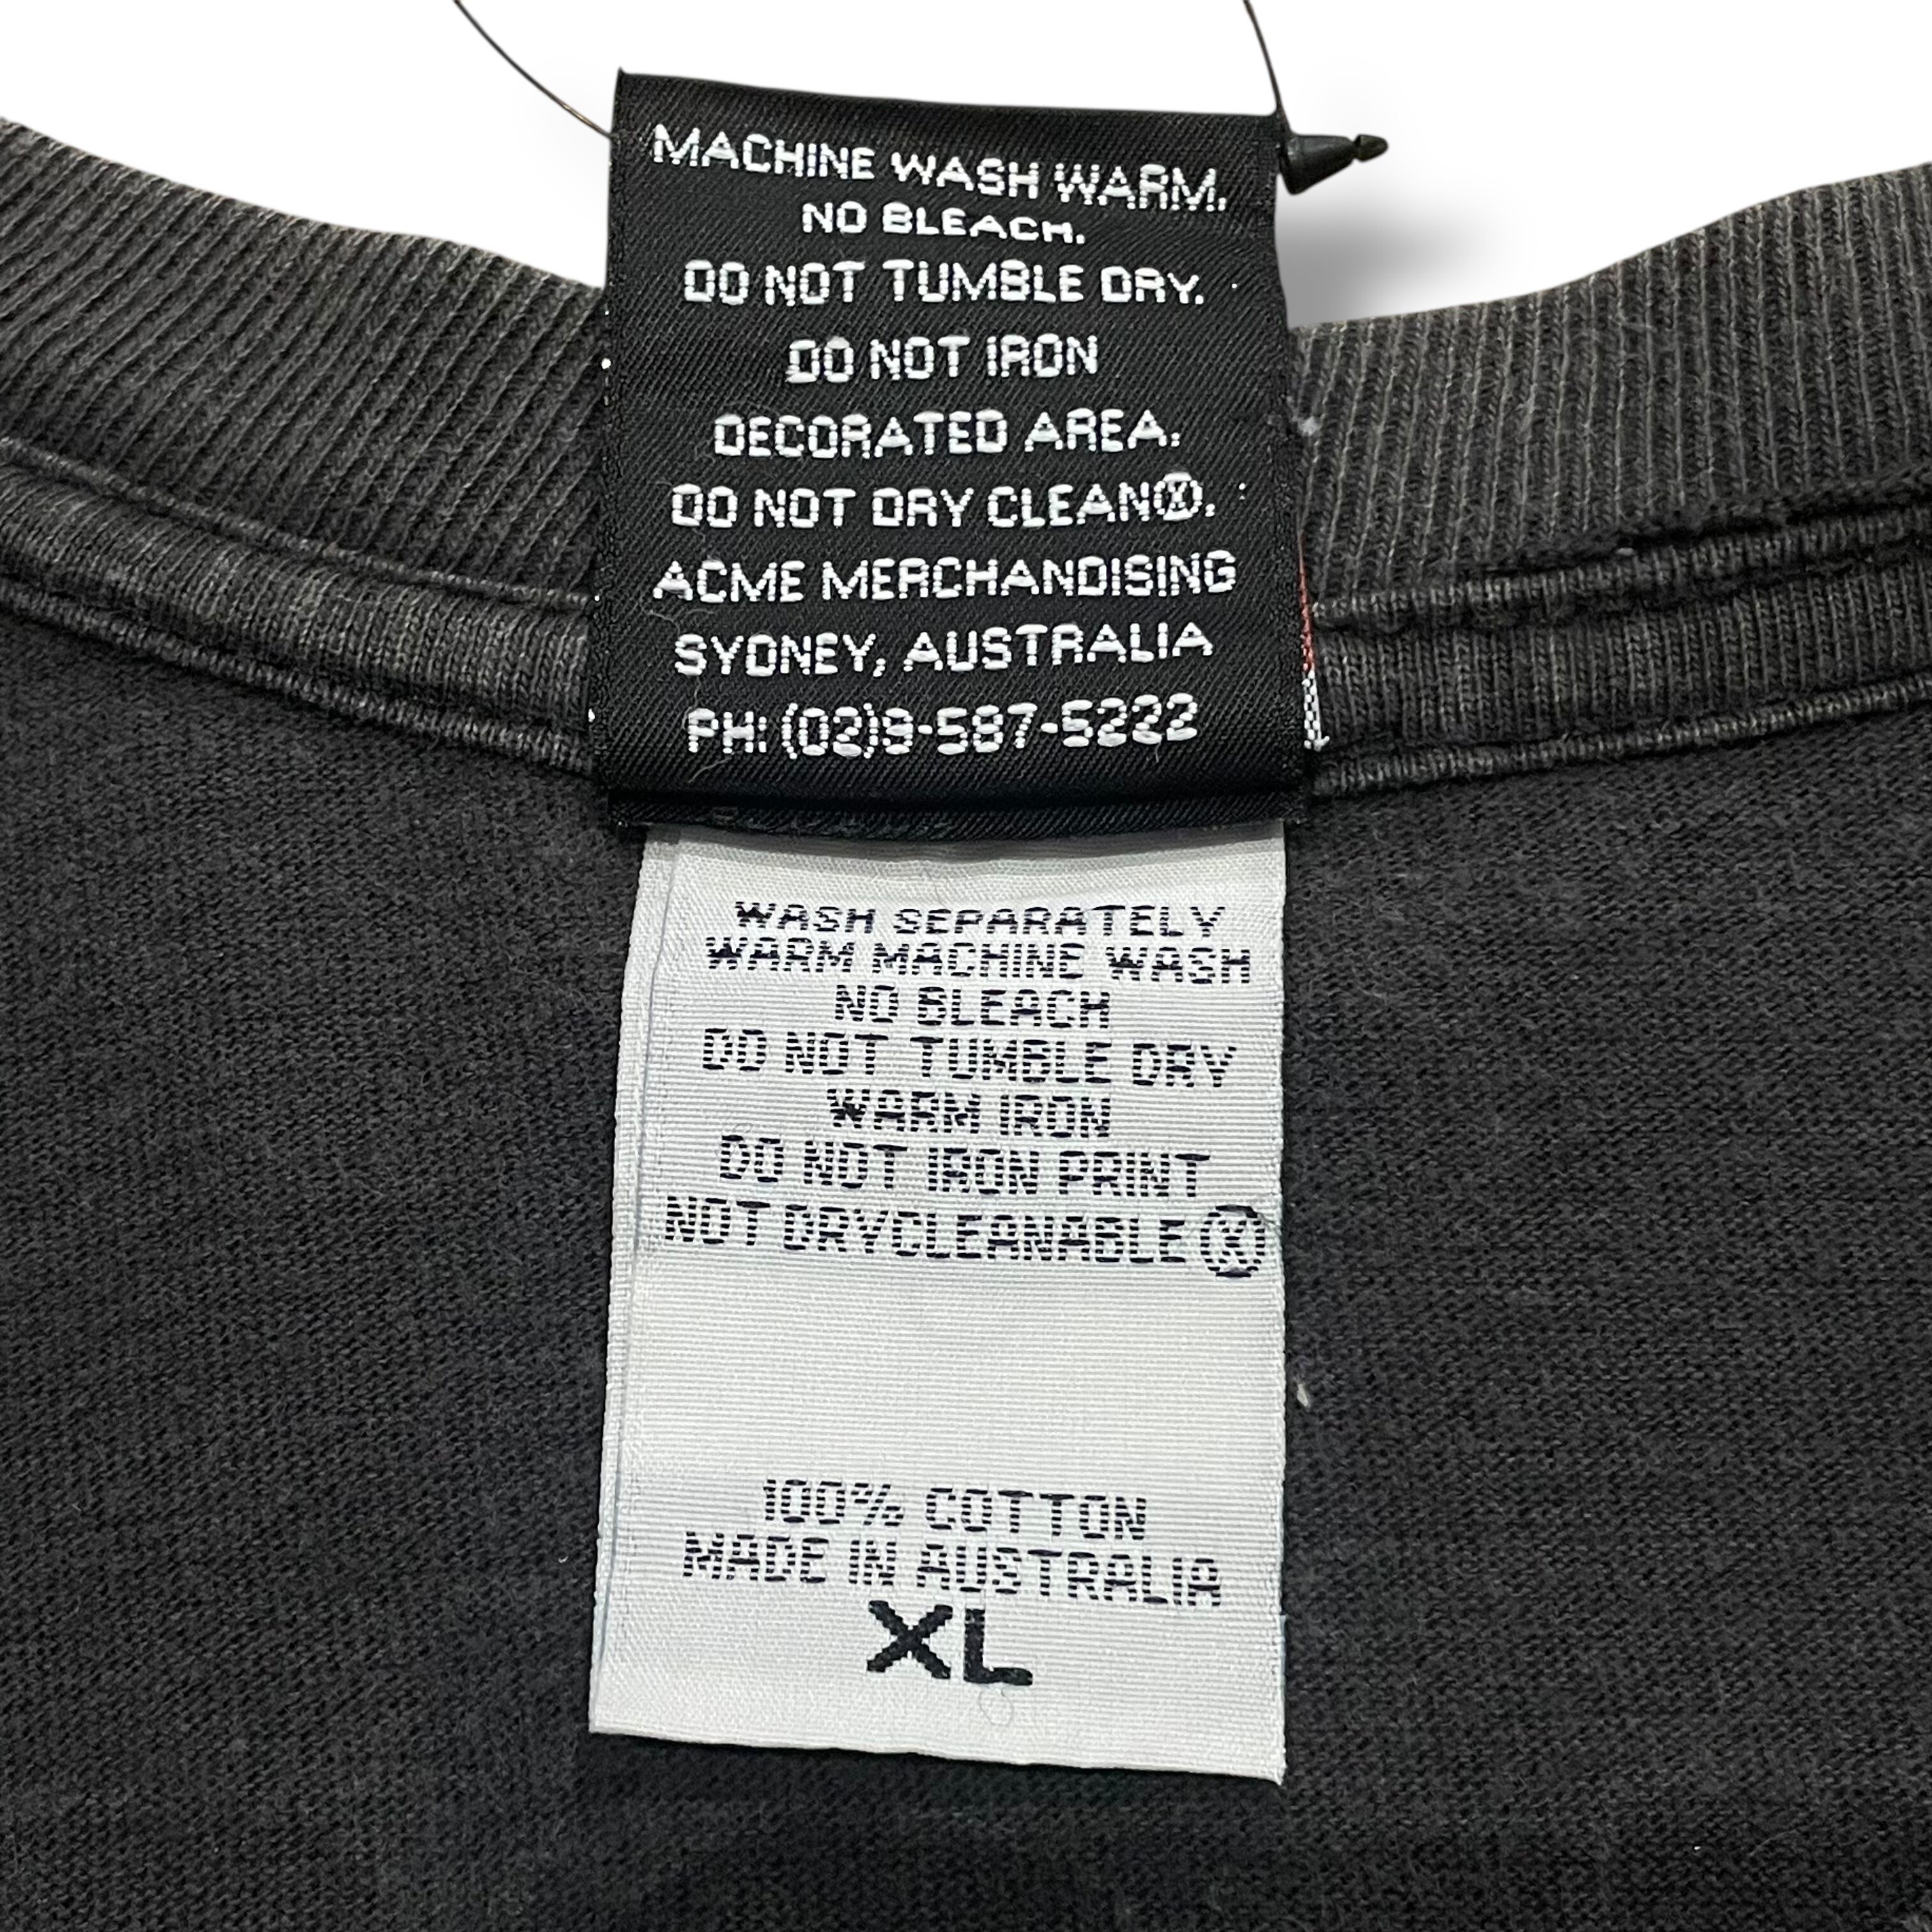 MACHINE WASH WARM.
NO BLEACH.
DO NOT TUMBLE DRY.
DO NOT IRON
DECORATED AREA.
DO NOT DRY CLEANⓍ.
ACME MERCHANDISING
SYDNEY, AUSTRALIA
PH: (02)9-587-5222
WASH SEPARATELY
WARM MACHINE WASH
NO BLEACH
DO NOT TUMBLE DRY
WARM IRON
DO NOT IRON PRINT
NOT DRYCLEANABLE Ⓧ
100% COTTON
MADE IN AUSTRALIA
XL